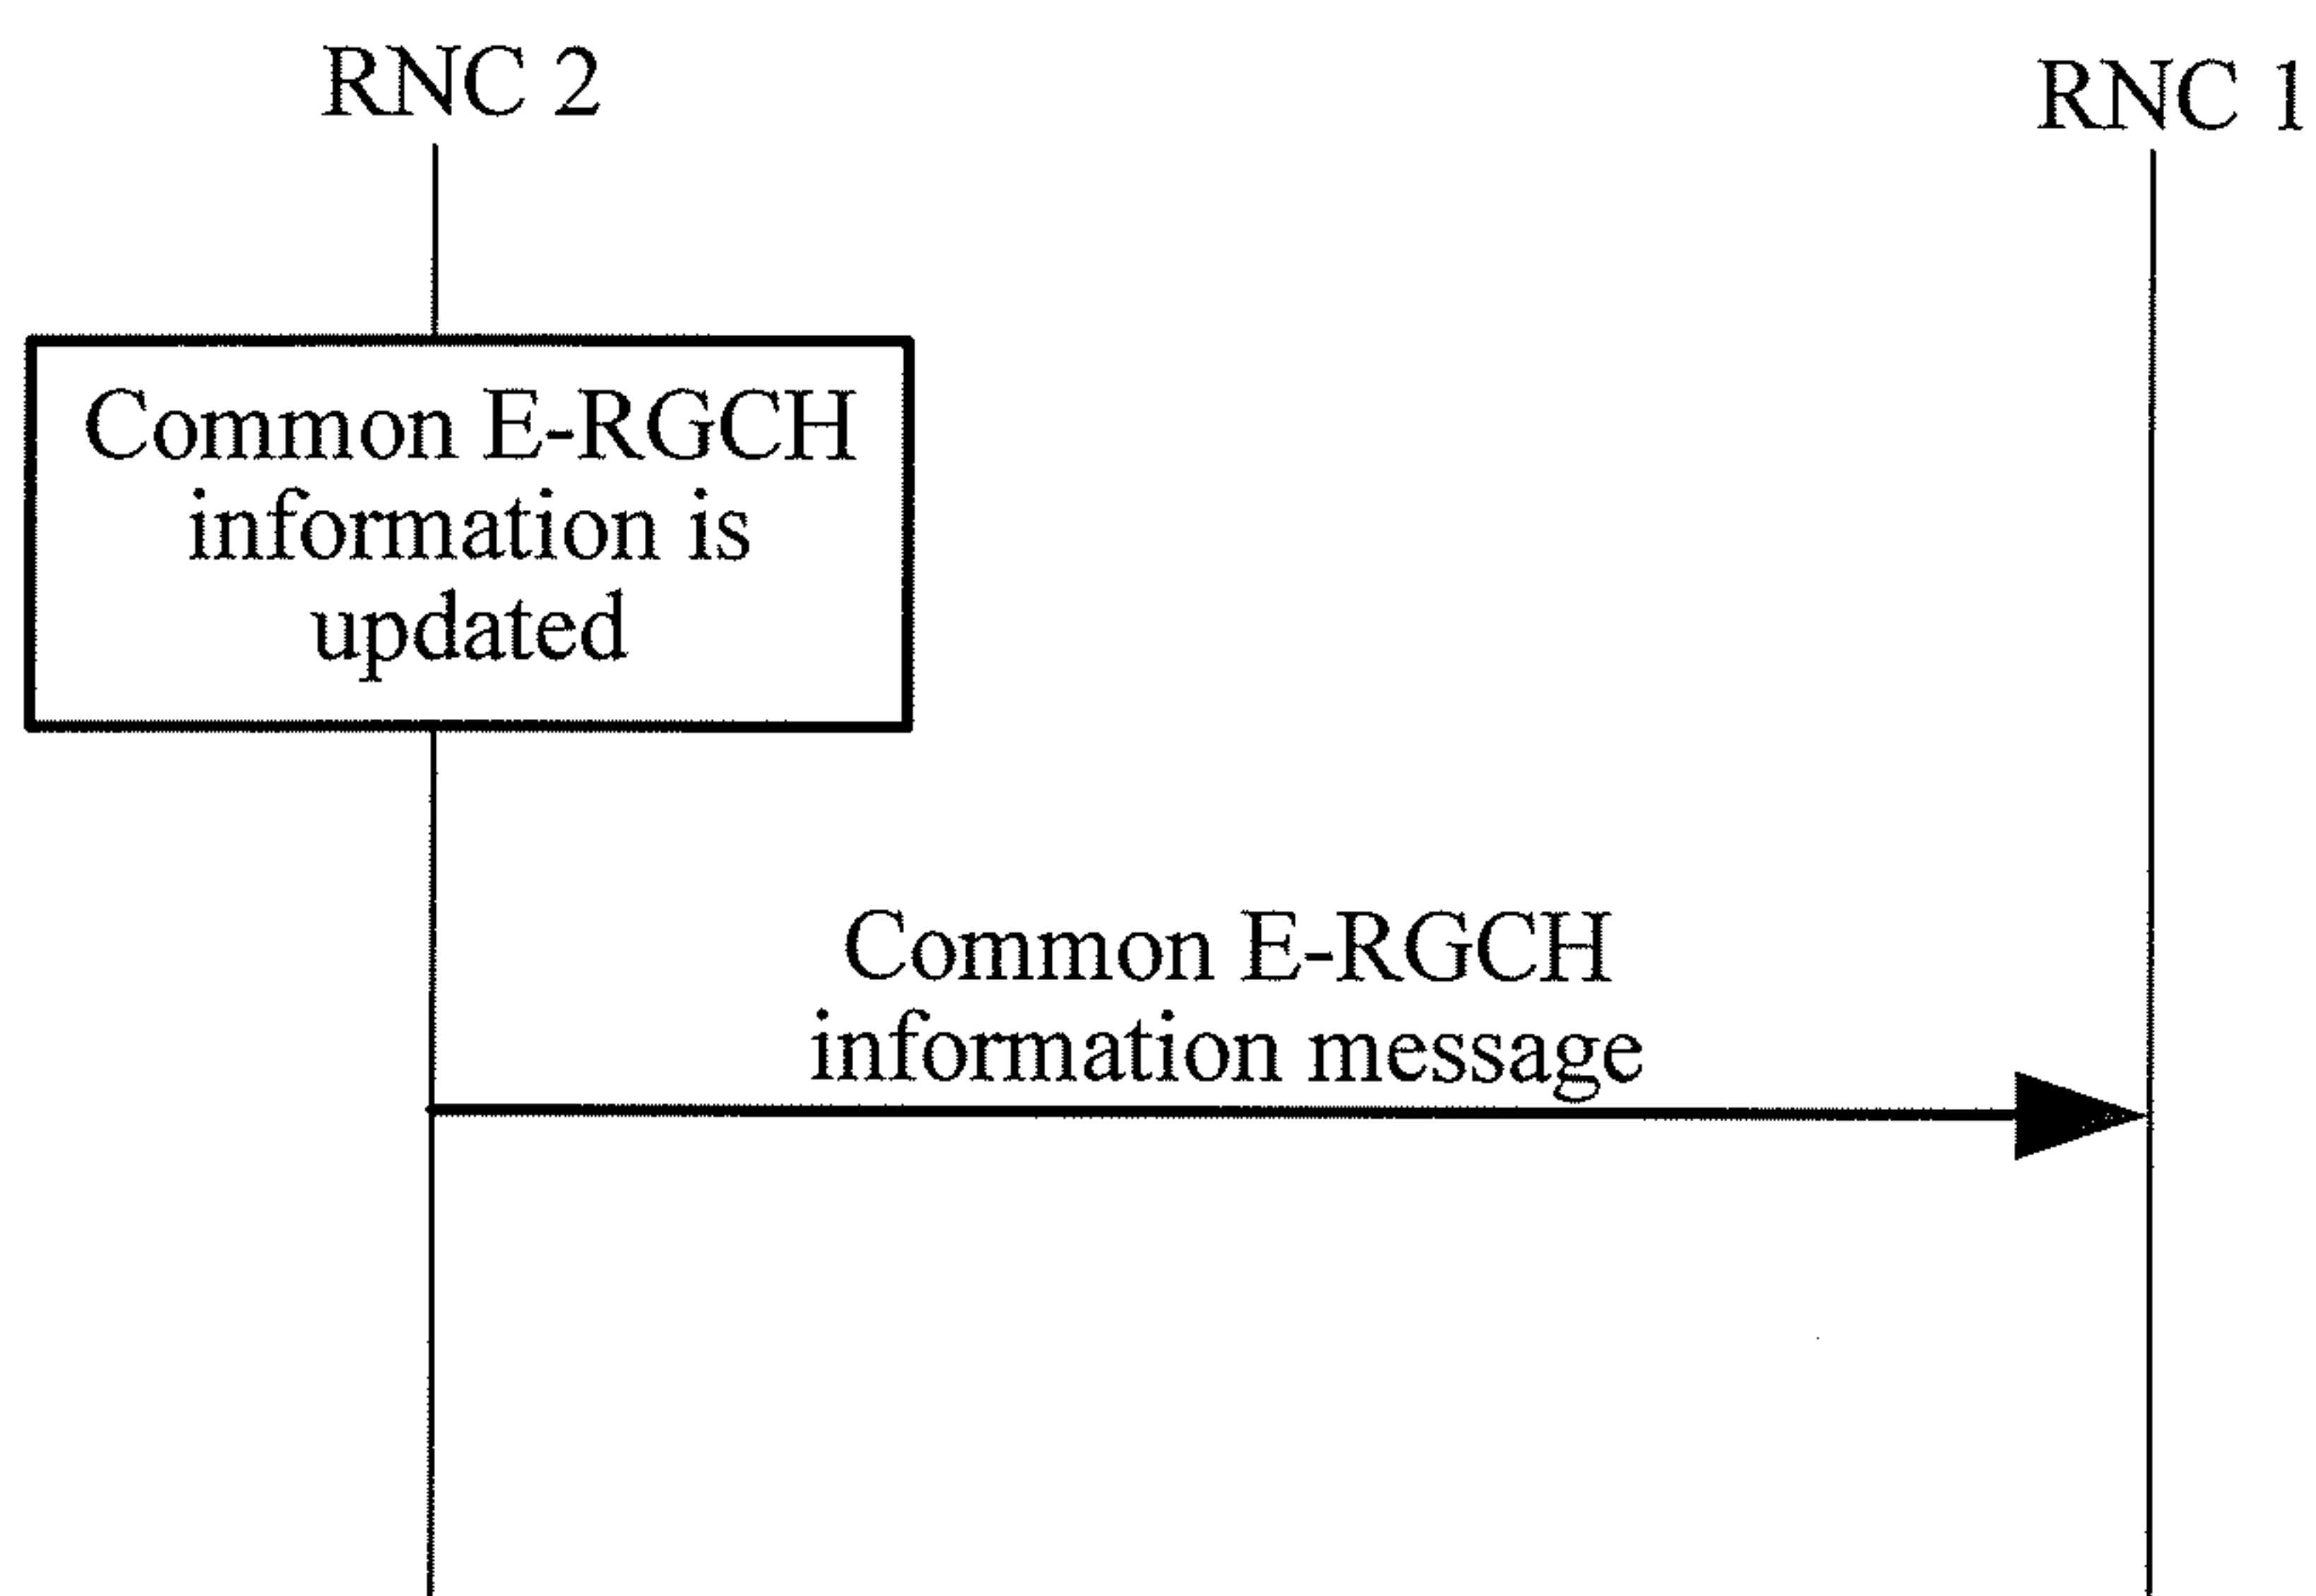 RNC 2
RNC 1
Common E-RGCH
information is
updated
Common E-RGCH
information message